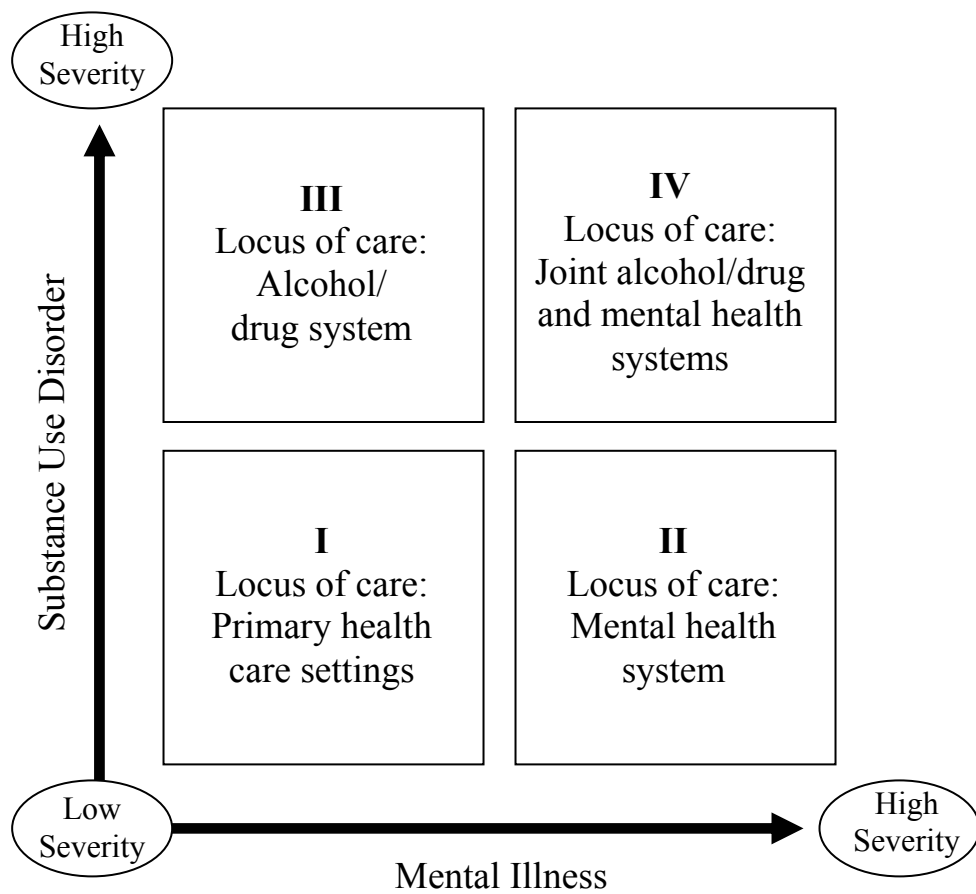 High
Severity
III
Locus of care:
Alcohol/
drug system
IV
Locus of care:
Joint alcohol/drug
and mental health
systems
Substance Use Disorder
I
Locus of care:
Primary health
care settings
II
Locus of care:
Mental health
system
Low
Severity
High
Severity
Mental Illness